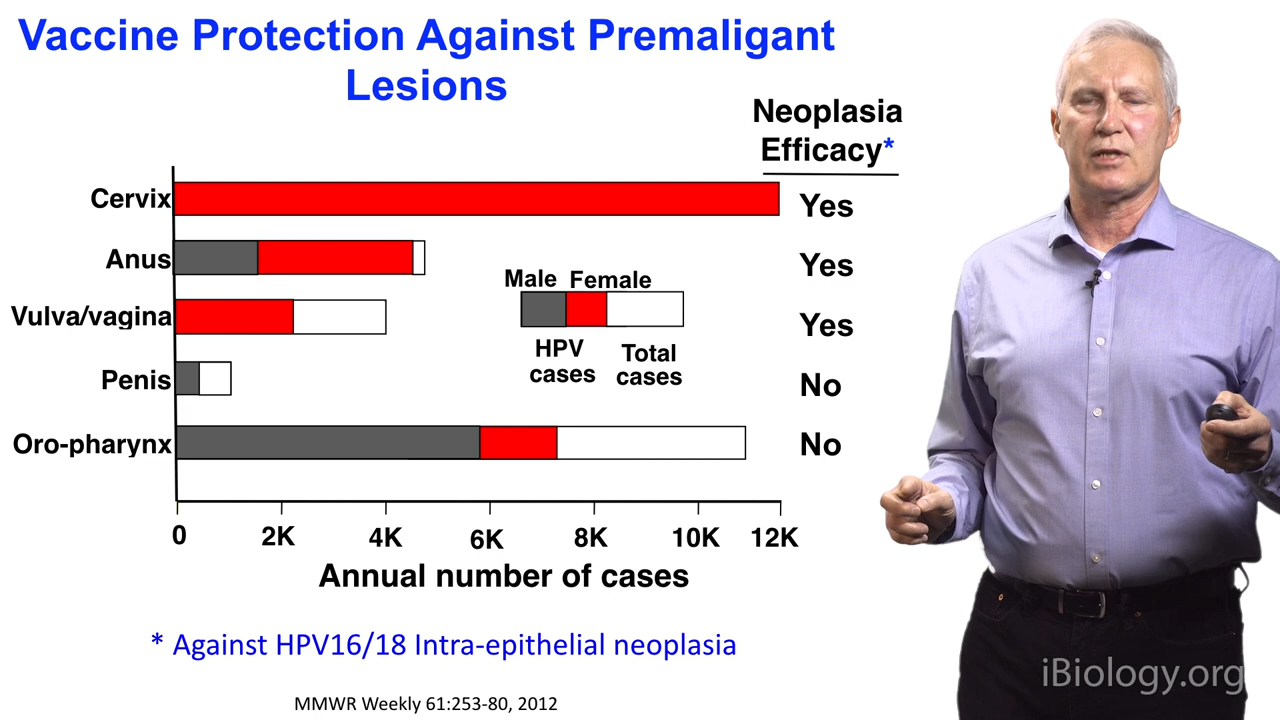 Vaccine Protection Against Premaligant
Lesions
Neoplasia
Efficacy*
Cervix
Yes
Anus
Yes
Male Female
Vulva/vagina
Yes
HPV
cases
Total
cases
Penis
No
Oro-pharynx
No
0 2K 4K 6K 8K 10K 12K
Annual number of cases
* Against HPV16/18 Intra-epithelial neoplasia
iBiology.org
MMWR Weekly 61:253-80, 2012